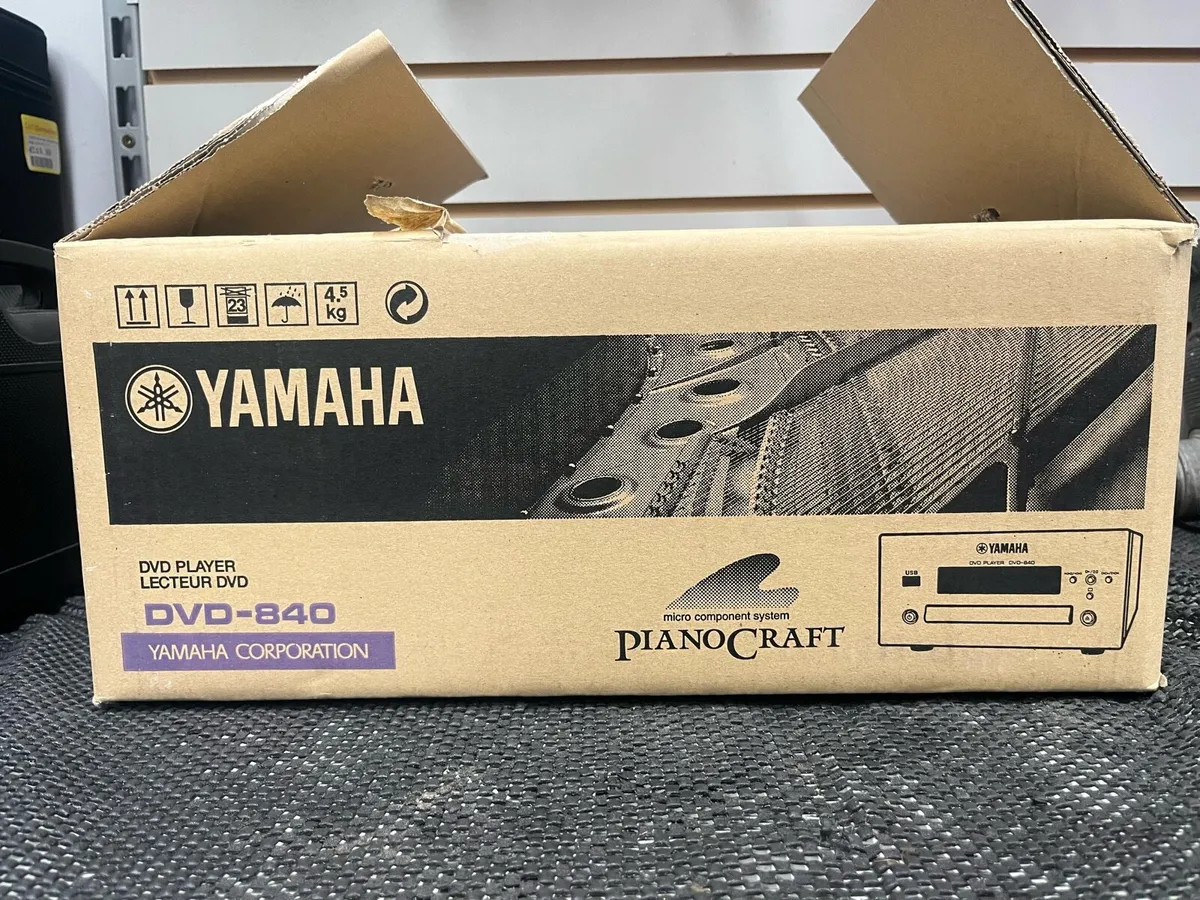 23
4.5 kg
YAMAHA
DVD PLAYER
LECTEUR DVD
DVD-840
YAMAHA CORPORATION
micro component system
PIANOCRAFT
YAMAHA
DVD PLAYER DVD-840
USB